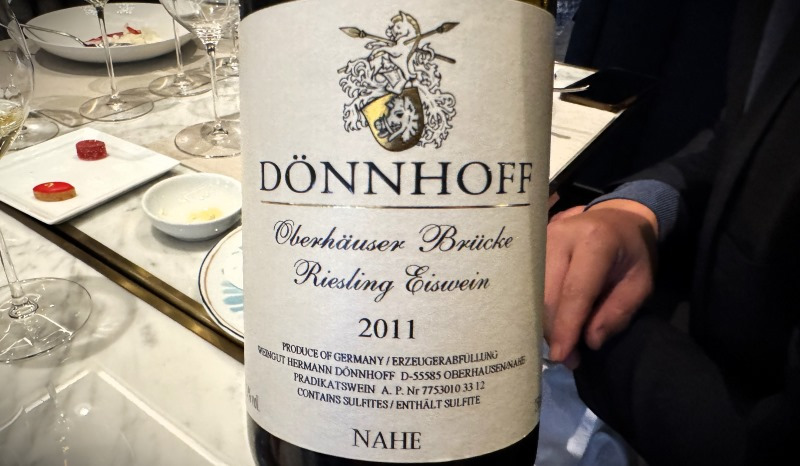 DÖNNHOFF
Oberhäuser Brücke
Riesling Eiswein
2011
PRODUCE OF GERMANY / ERZEUGERABFÜLLUNG
WEINGUT HERMANN DÖNNHOFF D-55585 OBERHAUSEN/NAHE
PRADIKATSWEIN A. P. Nr 7753010 33 12
CONTAINS SULFITES / ENTHÄLT SULFITE
NAHE